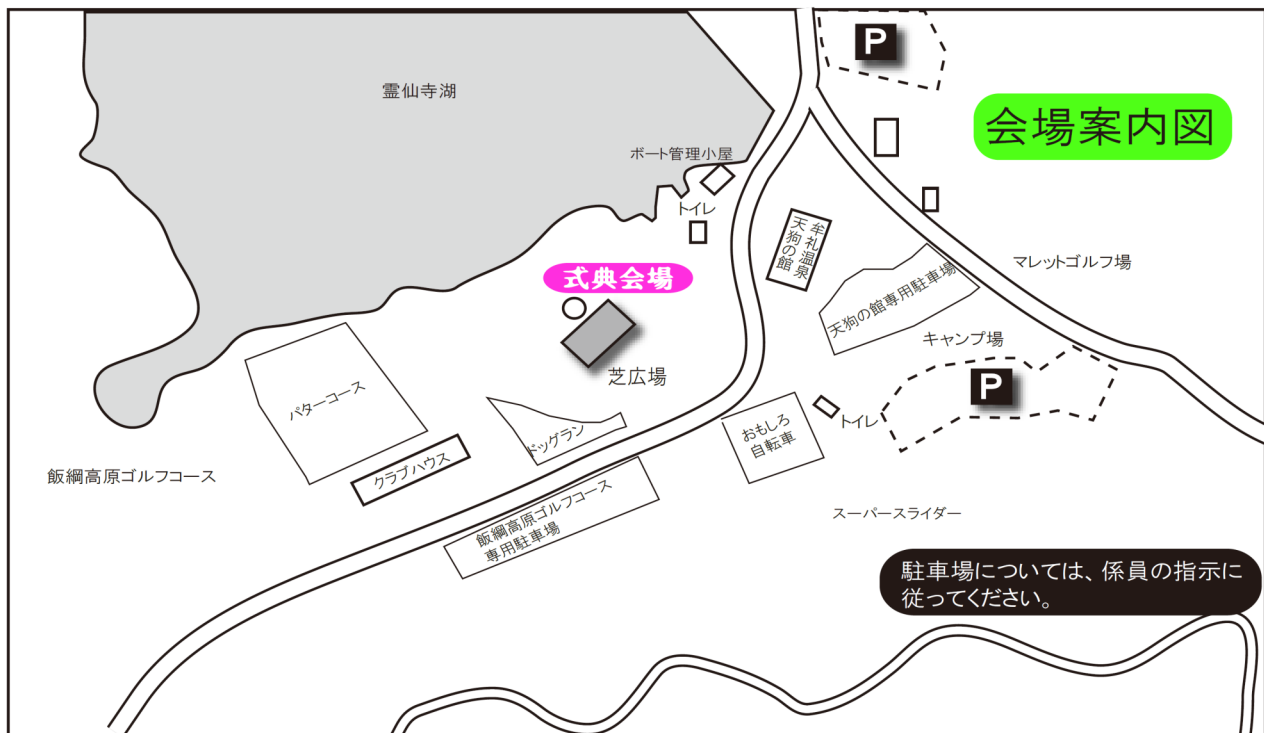 P
会場案内図
霊仙寺湖
ボート管理小屋
トイレ
牟礼温泉
天狗の館
マレットゴルフ場
式典会場
天狗の館専用駐車場
キャンプ場
芝広場
P
パターコース
ドッグラン
おもしろ
自転車
トイレ
クラブハウス
飯綱高原ゴルフコース
飯綱高原ゴルフコース
専用駐車場
スーパースライダー
駐車場については、係員の指示に
従ってください。